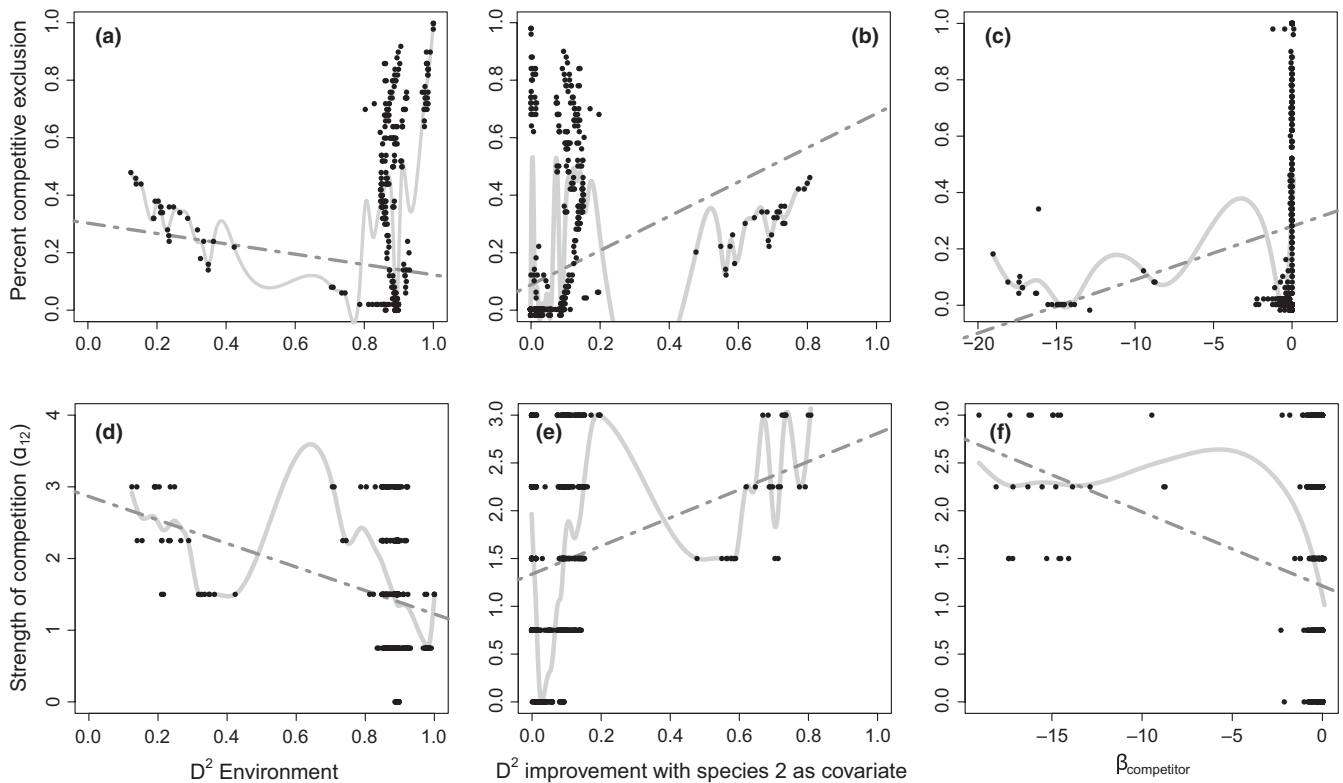 Percent competitive exclusion
(a)
1.0
0.8
0.6
0.4
0.2
0.0
0.0 0.2 0.4 0.6 0.8 1.0
(b)
1.0
0.8
0.6
0.4
0.2
0.0
0.0 0.2 0.4 0.6 0.8 1.0
(c)
1.0
0.8
0.6
0.4
0.2
0.0
−20 −15 −10 −5 0
Strength of competition (α12)
(d)
4
3
2
1
0
0.0 0.2 0.4 0.6 0.8 1.0
D² Environment
(e)
3.0
2.5
2.0
1.5
1.0
0.5
0.0
0.0 0.2 0.4 0.6 0.8 1.0
D² improvement with species 2 as covariate
(f)
3.0
2.5
2.0
1.5
1.0
0.5
0.0
−15 −10 −5 0
βcompetitor